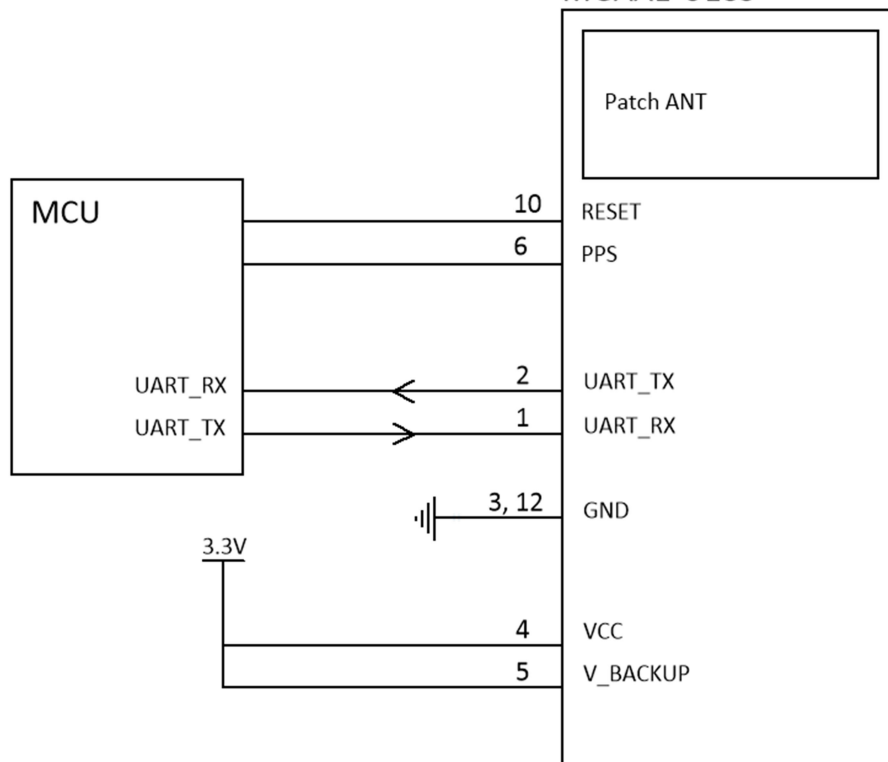 Patch ANT
MCU
10 RESET
6 PPS
UART_RX 2 UART_TX
UART_TX 1 UART_RX
3, 12 GND
3.3V
4 VCC
5 V_BACKUP